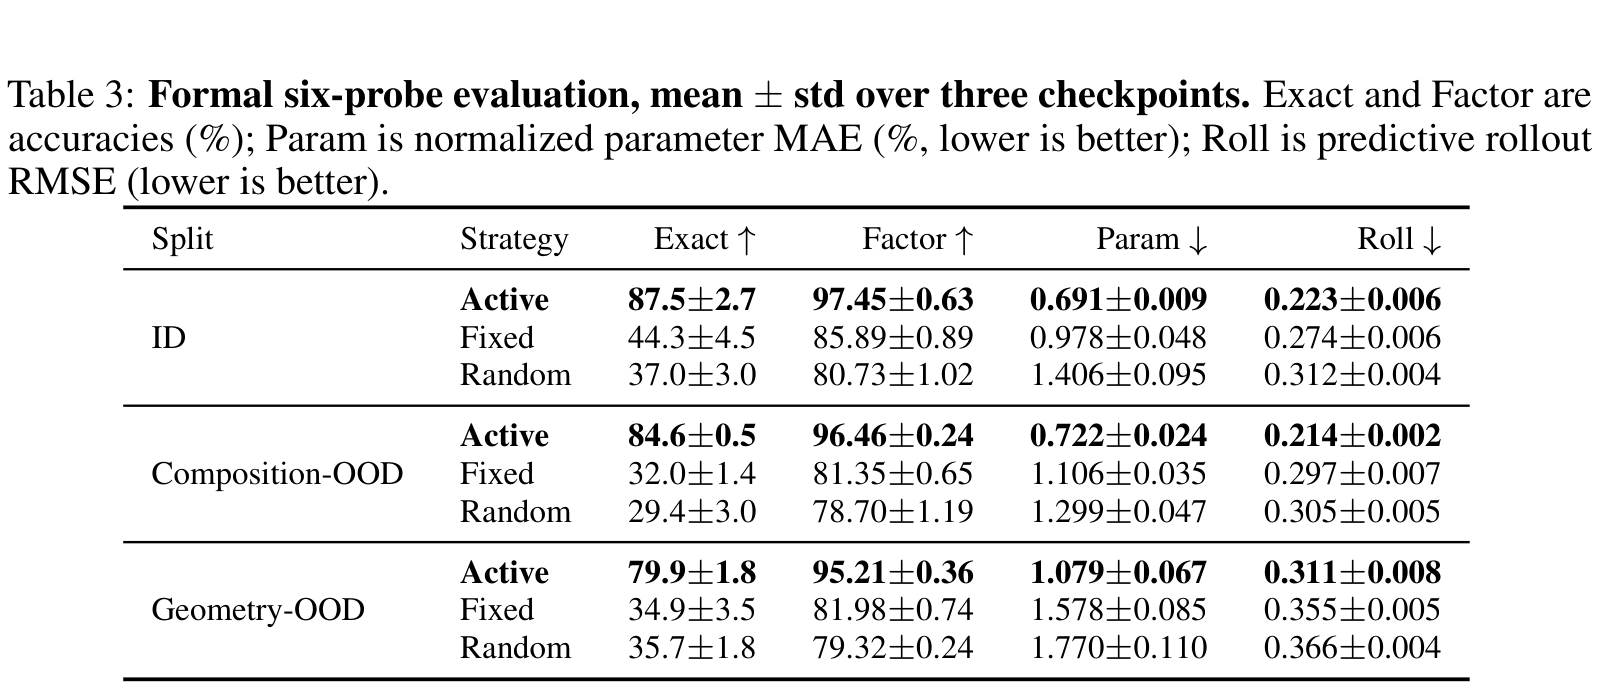 Table 3: Formal six-probe evaluation, mean ± std over three checkpoints. Exact and Factor are
accuracies (%); Param is normalized parameter MAE (%, lower is better); Roll is predictive rollout
RMSE (lower is better).
Split Strategy Exact ↑ Factor ↑ Param ↓ Roll ↓
Active 87.5±2.7 97.45±0.63 0.691±0.009 0.223±0.006
ID Fixed 44.3±4.5 85.89±0.89 0.978±0.048 0.274±0.006
Random 37.0±3.0 80.73±1.02 1.406±0.095 0.312±0.004
Active 84.6±0.5 96.46±0.24 0.722±0.024 0.214±0.002
Composition-OOD Fixed 32.0±1.4 81.35±0.65 1.106±0.035 0.297±0.007
Random 29.4±3.0 78.70±1.19 1.299±0.047 0.305±0.005
Active 79.9±1.8 95.21±0.36 1.079±0.067 0.311±0.008
Geometry-OOD Fixed 34.9±3.5 81.98±0.74 1.578±0.085 0.355±0.005
Random 35.7±1.8 79.32±0.24 1.770±0.110 0.366±0.004